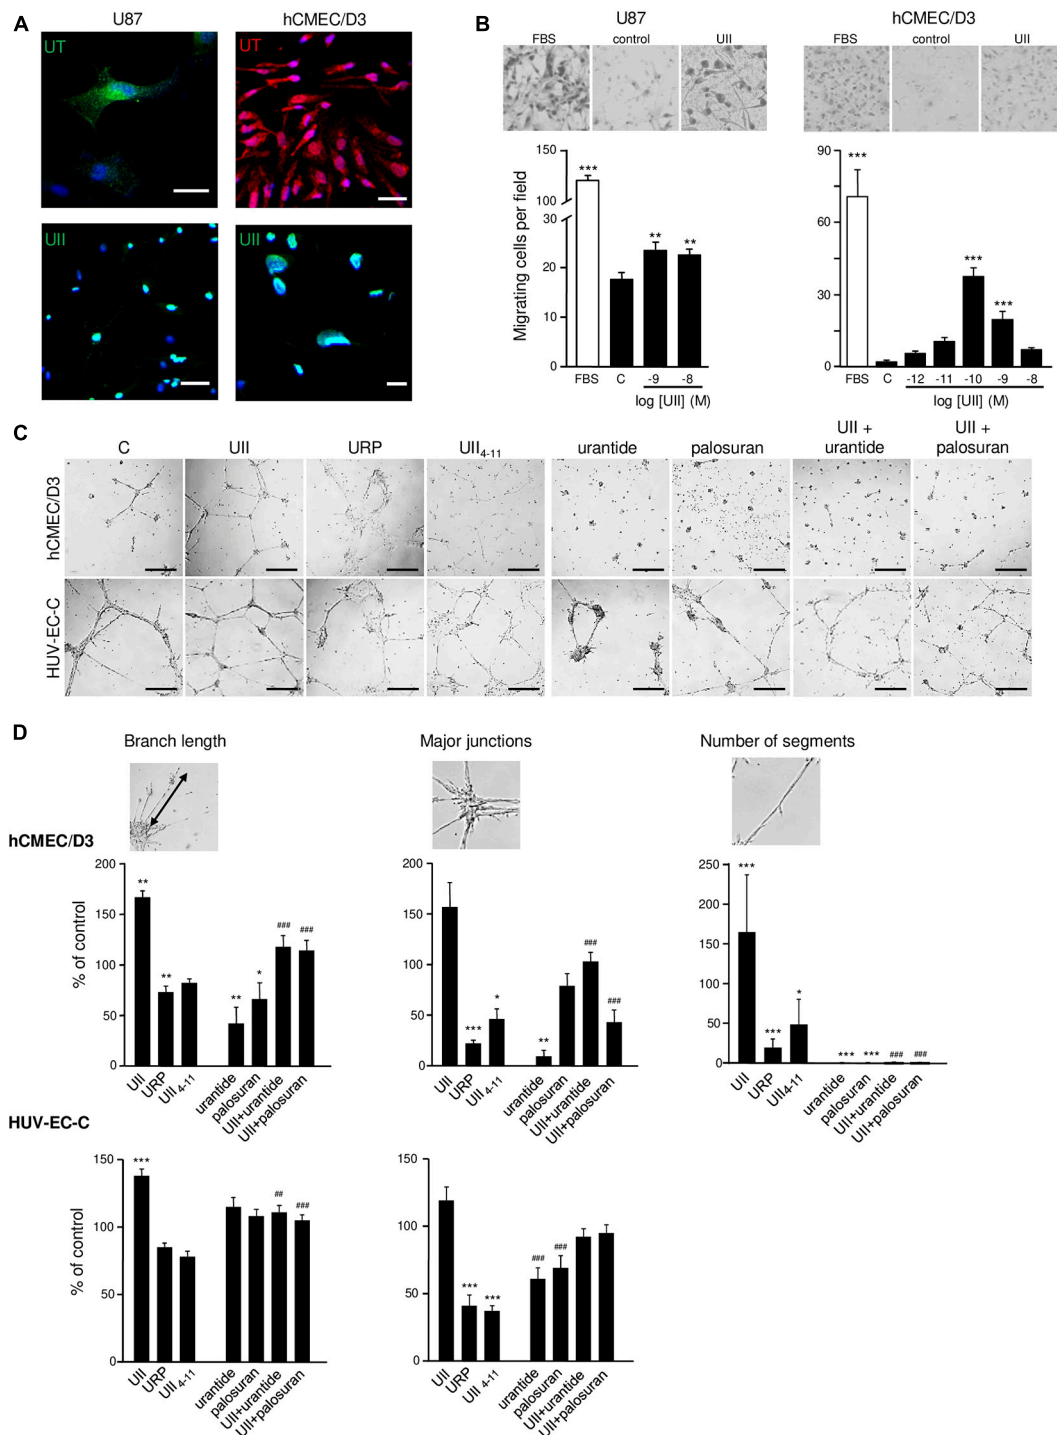 A
U87
hCMEC/D3
UT
UT
UII
UII
B
U87
hCMEC/D3
FBS
control
UII
FBS
control
UII
Migrating cells per field
150
100
30
20
10
0
***
**
**
FBS
C
-9
-8
log [UII] (M)
90
60
30
0
***
***
***
FBS
C
-12
-11
-10
-9
-8
log [UII] (M)
C
C
UII
URP
UII4-11
urantide
palosuran
UII +
urantide
UII +
palosuran
hCMEC/D3
HUV-EC-C
D
Branch length
Major junctions
Number of segments
hCMEC/D3
% of control
200
150
100
50
0
**
**
**
*
###
###
UII
URP
UII4-11
urantide
palosuran
UII+urantide
UII+palosuran
200
150
100
50
0
***
*
**
###
###
UII
URP
UII4-11
urantide
palosuran
UII+urantide
UII+palosuran
250
200
150
100
50
0
***
***
*
***
***
###
###
UII
URP
UII4-11
urantide
palosuran
UII+urantide
UII+palosuran
HUV-EC-C
% of control
150
100
50
0
***
##
###
UII
URP
UII4-11
urantide
palosuran
UII+urantide
UII+palosuran
150
100
50
0
***
***
###
###
UII
URP
UII 4-11
urantide
palosuran
UII+urantide
UII+palosuran